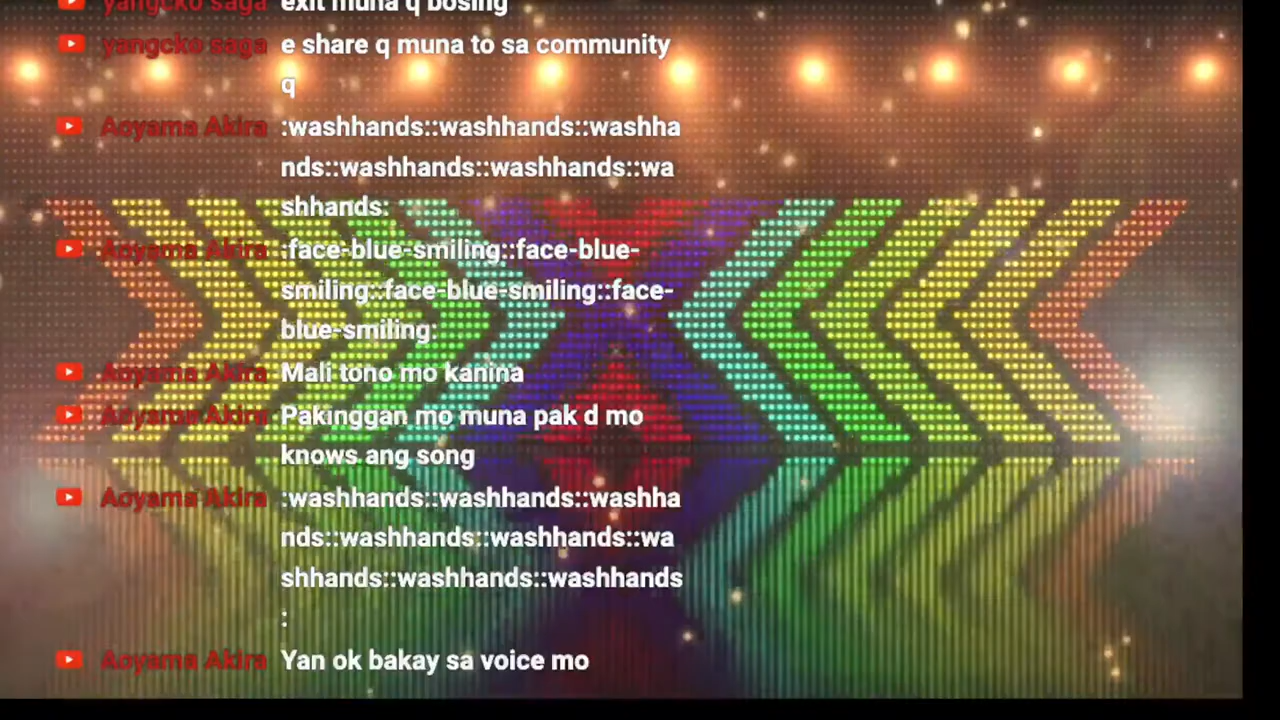 yangcko saga exit muna q bosing
yangcko saga e share q muna to sa community
q
Aoyama Akira :washhands::washhands::washha
nds::washhands::washhands::wa
shhands:
Aoyama Akira :face-blue-smiling::face-blue-
smiling::face-blue-smiling::face-
blue-smiling:
Aoyama Akira Mali tono mo kanina
Aoyama Akira Pakinggan mo muna pak d mo
knows ang song
Aoyama Akira :washhands::washhands::washha
nds::washhands::washhands::wa
shhands::washhands::washhands
:
Aoyama Akira Yan ok bakay sa voice mo